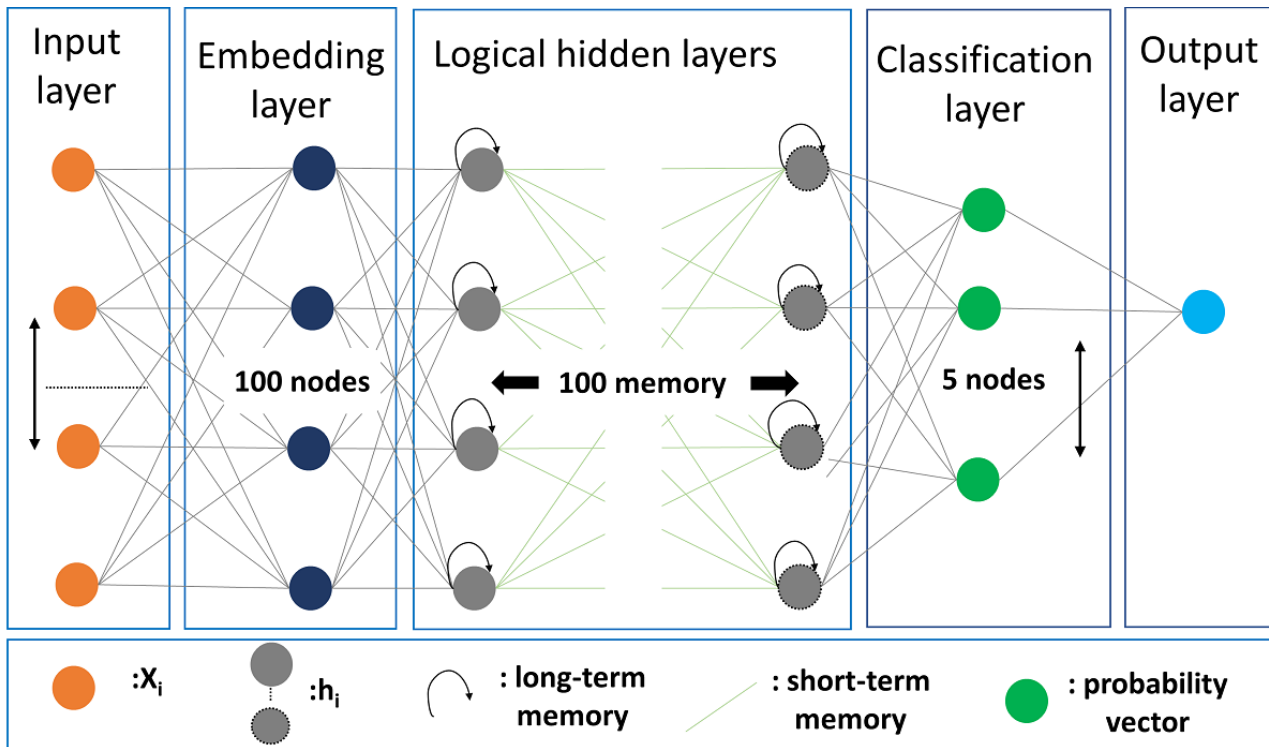 Input
layer
Embedding
layer
Logical hidden layers
Classification
layer
Output
layer
100 nodes
100 memory
5 nodes
:Xᵢ
:hᵢ
: long-term
memory
: short-term
memory
: probability
vector